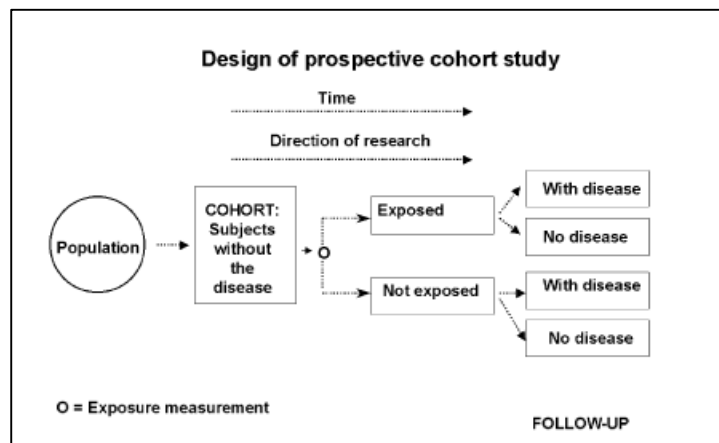 Design of prospective cohort study
Time
Direction of research
Population
COHORT:
Subjects
without
the
disease
O
Exposed
Not exposed
With disease
No disease
With disease
No disease
O = Exposure measurement
FOLLOW-UP